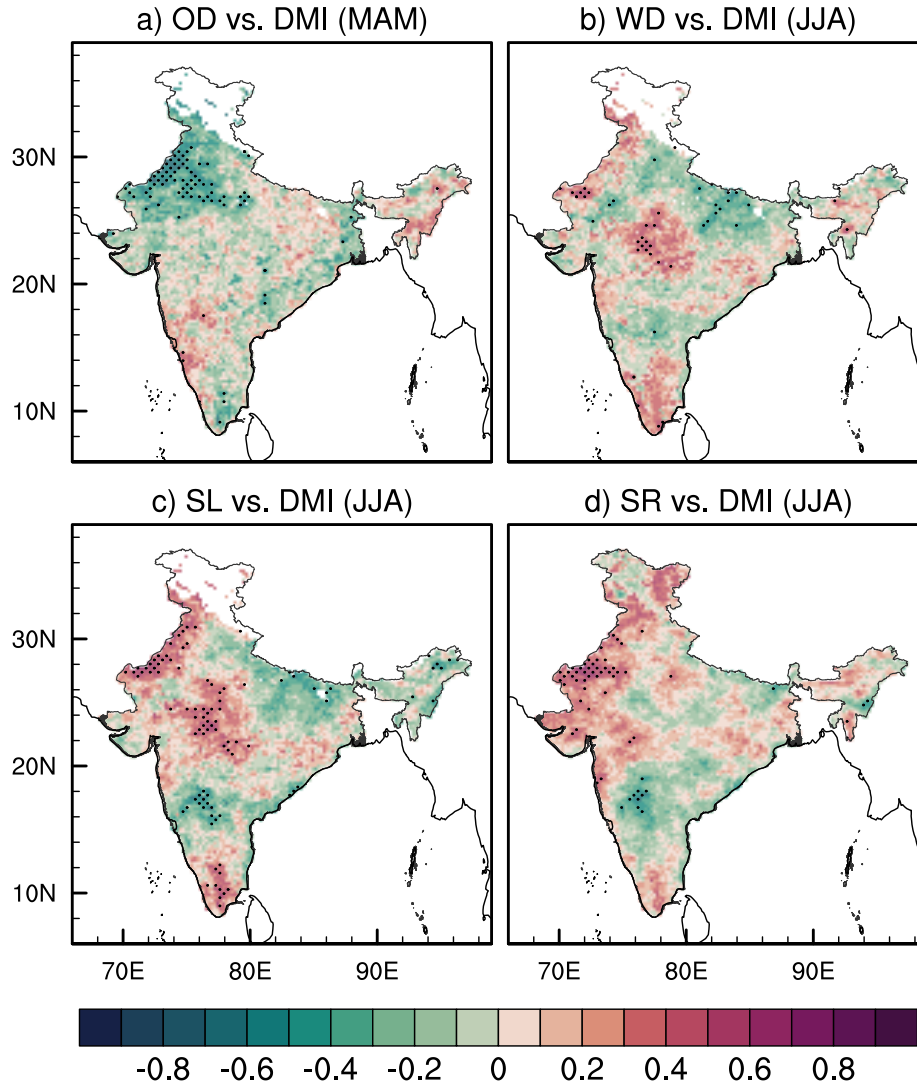 a) OD vs. DMI (MAM)
b) WD vs. DMI (JJA)
30N
20N
10N
c) SL vs. DMI (JJA)
d) SR vs. DMI (JJA)
30N
20N
10N
70E 80E 90E 70E 80E 90E
-0.8 -0.6 -0.4 -0.2 0 0.2 0.4 0.6 0.8